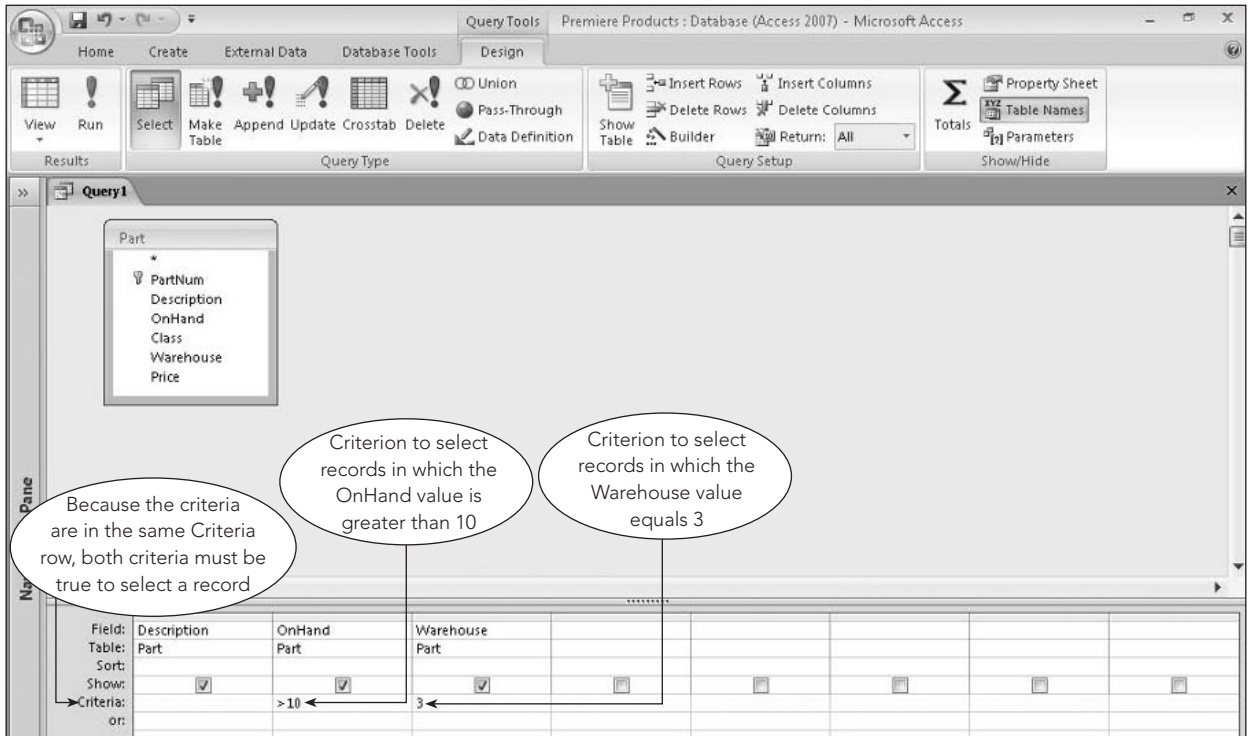 Query Tools
Premiere Products : Database (Access 2007) - Microsoft Access
Home
Create
External Data
Database Tools
Design
View
Run
Results
Select
Make Table
Append
Update
Crosstab
Delete
Union
Pass-Through
Data Definition
Query Type
Show Table
Insert Rows
Delete Rows
Builder
Insert Columns
Delete Columns
Return: All
Query Setup
Σ
Totals
Property Sheet
XYZ
Table Names
Parameters
Show/Hide
»
Query1
Part
*
PartNum
Description
OnHand
Class
Warehouse
Price
Because the criteria
are in the same Criteria
row, both criteria must be
true to select a record
Criterion to select
records in which the
OnHand value is
greater than 10
Criterion to select
records in which the
Warehouse value
equals 3
Pane
Field: Description OnHand Warehouse
Table: Part Part Part
Sort:
Show:
Criteria: >10 3
or: